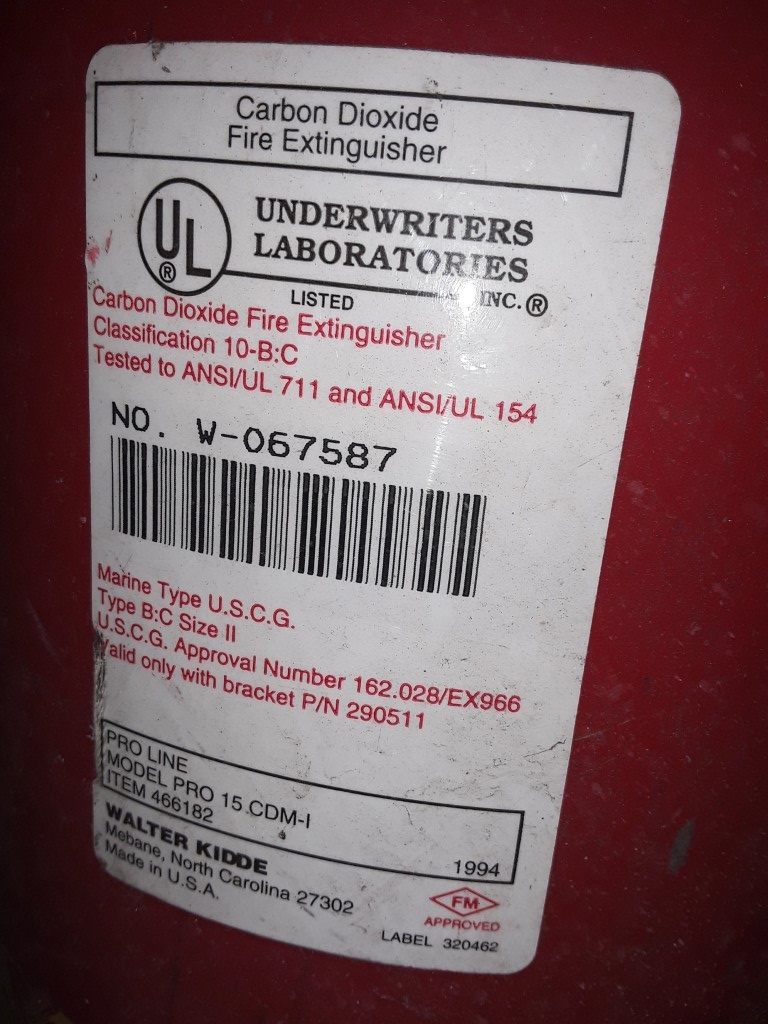 Carbon Dioxide
Fire Extinguisher
UL
®
UNDERWRITERS
LABORATORIES
INC.®
LISTED
Carbon Dioxide Fire Extinguisher
Classification 10-B:C
Tested to ANSI/UL 711 and ANSI/UL 154
NO. W-067587
Marine Type U.S.C.G.
Type B:C Size II
U.S.C.G. Approval Number 162.028/EX966
Valid only with bracket P/N 290511
PRO LINE
MODEL PRO 15 CDM-I
ITEM 466182
1994
WALTER KIDDE
Mebane, North Carolina 27302
Made in U.S.A.
FM
APPROVED
LABEL 320462